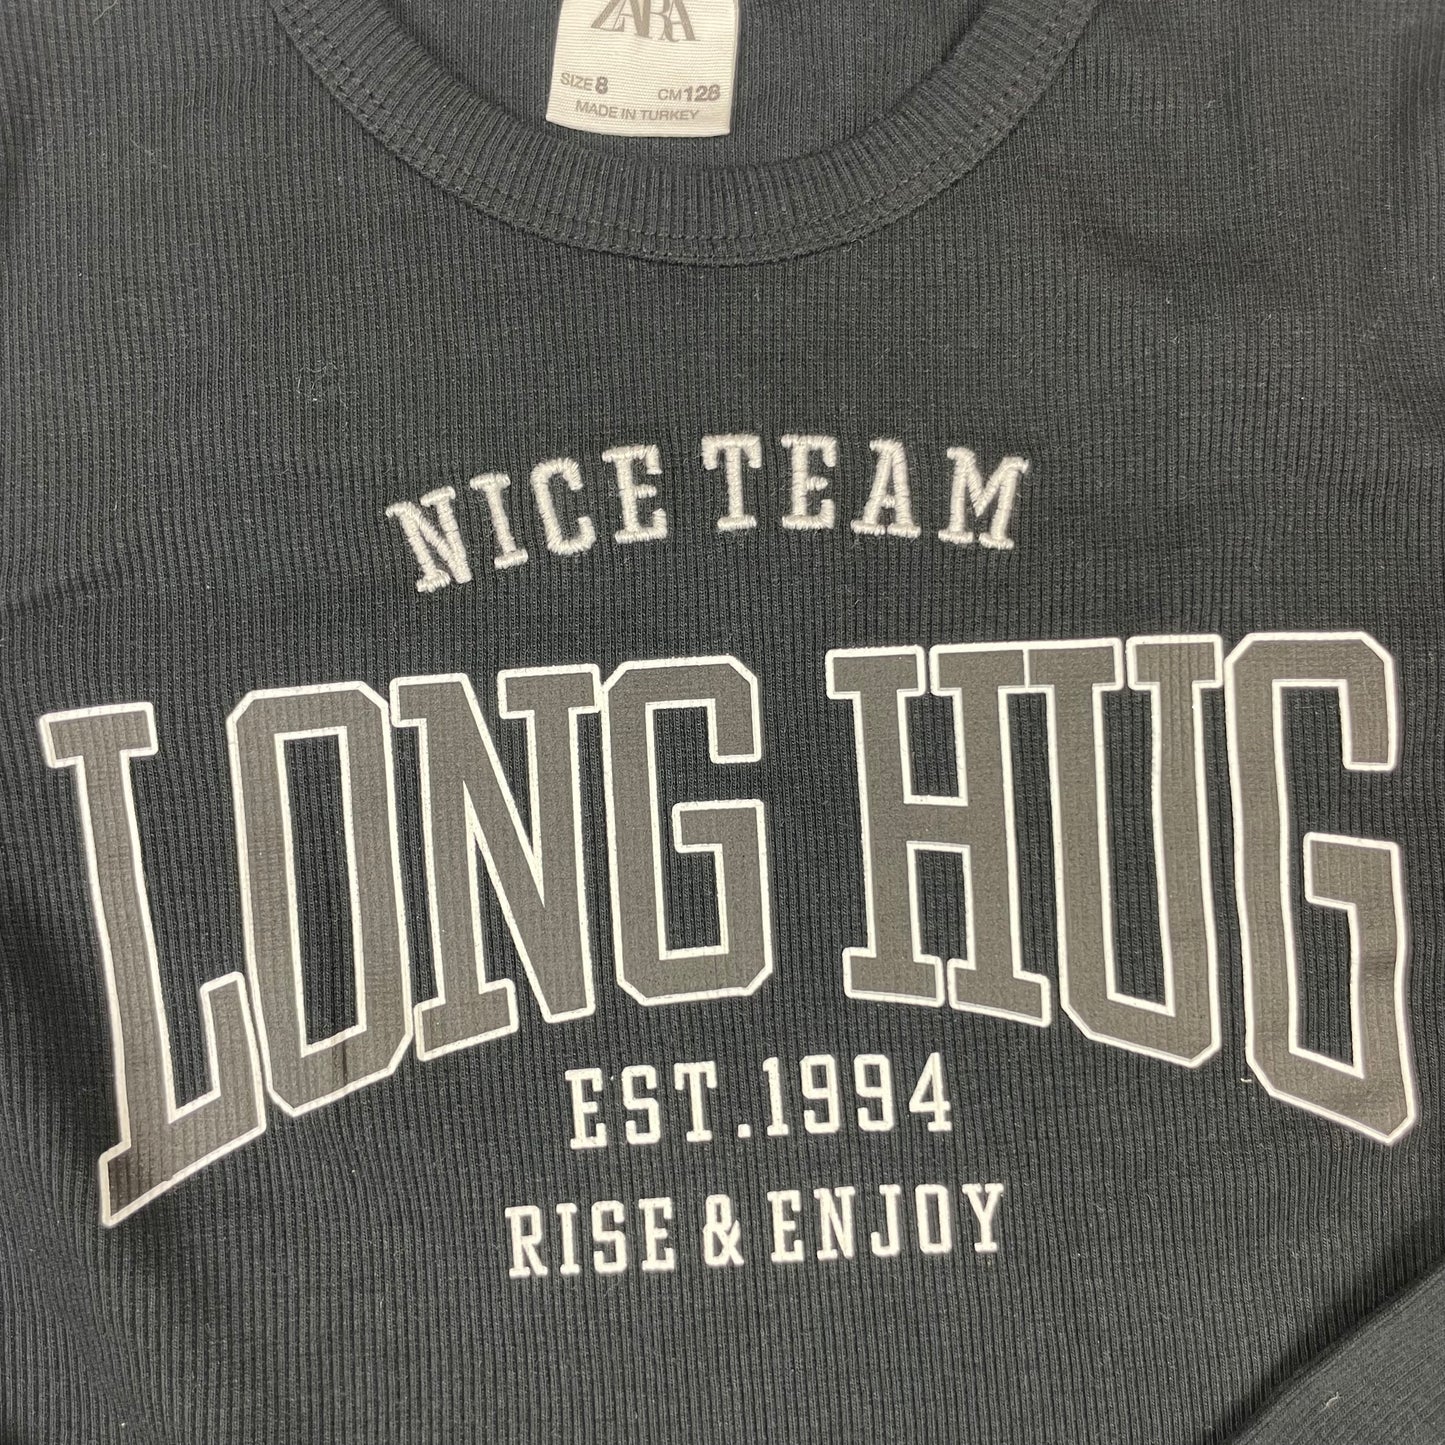 ZARA
SIZE 8 CM 128
MADE IN TURKEY
NICE TEAM
LONG HUG
EST.1994
RISE & ENJOY